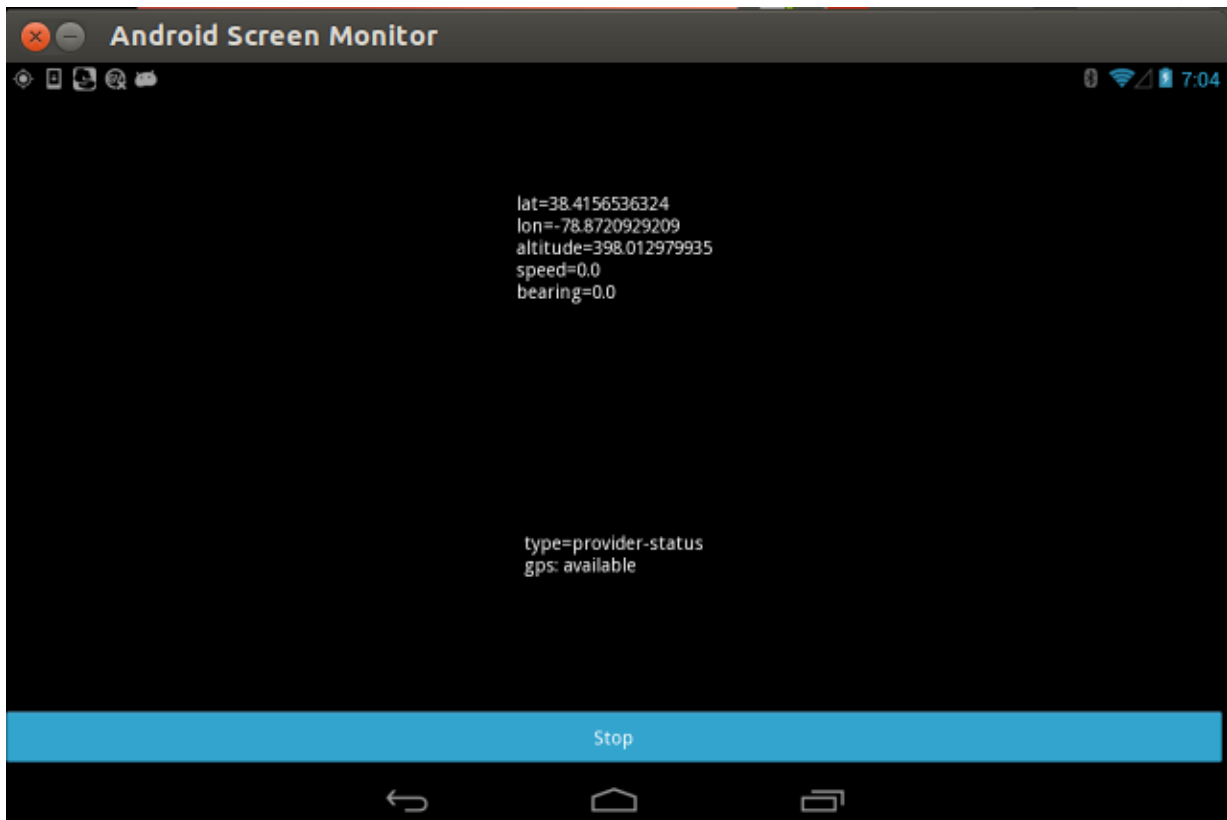 Android Screen Monitor
7:04
lat=38.4156536324
lon=-78.8720929209
altitude=398.012979935
speed=0.0
bearing=0.0
type=provider-status
gps: available
Stop